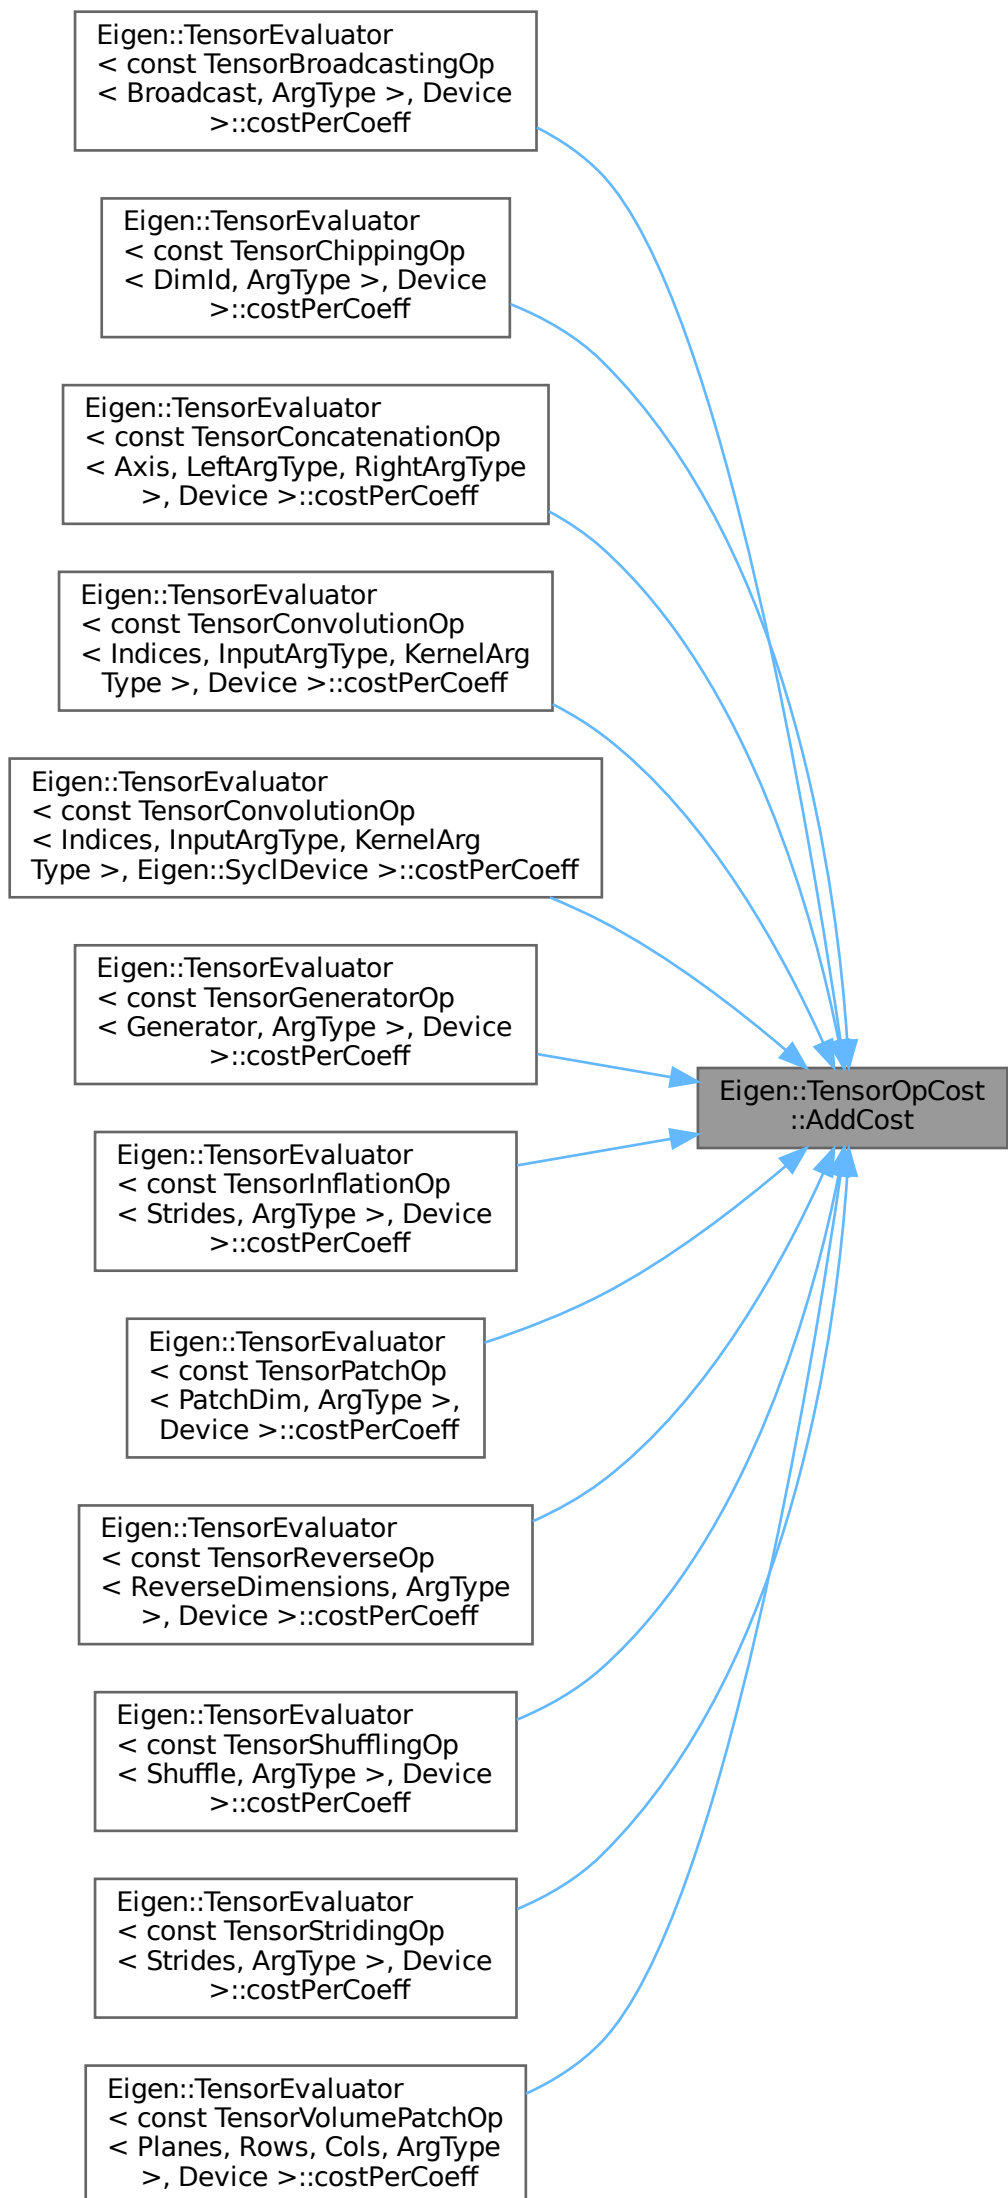 Eigen::TensorEvaluator
< const TensorBroadcastingOp
< Broadcast, ArgType >, Device
>::costPerCoeff
Eigen::TensorEvaluator
< const TensorChippingOp
< DimId, ArgType >, Device
>::costPerCoeff
Eigen::TensorEvaluator
< const TensorConcatenationOp
< Axis, LeftArgType, RightArgType
>, Device >::costPerCoeff
Eigen::TensorEvaluator
< const TensorConvolutionOp
< Indices, InputArgType, KernelArg
Type >, Device >::costPerCoeff
Eigen::TensorEvaluator
< const TensorConvolutionOp
< Indices, InputArgType, KernelArg
Type >, Eigen::SyclDevice >::costPerCoeff
Eigen::TensorEvaluator
< const TensorGeneratorOp
< Generator, ArgType >, Device
>::costPerCoeff
Eigen::TensorOpCost
::AddCost
Eigen::TensorEvaluator
< const TensorInflationOp
< Strides, ArgType >, Device
>::costPerCoeff
Eigen::TensorEvaluator
< const TensorPatchOp
< PatchDim, ArgType >,
Device >::costPerCoeff
Eigen::TensorEvaluator
< const TensorReverseOp
< ReverseDimensions, ArgType
>, Device >::costPerCoeff
Eigen::TensorEvaluator
< const TensorShufflingOp
< Shuffle, ArgType >, Device
>::costPerCoeff
Eigen::TensorEvaluator
< const TensorStridingOp
< Strides, ArgType >, Device
>::costPerCoeff
Eigen::TensorEvaluator
< const TensorVolumePatchOp
< Planes, Rows, Cols, ArgType
>, Device >::costPerCoeff